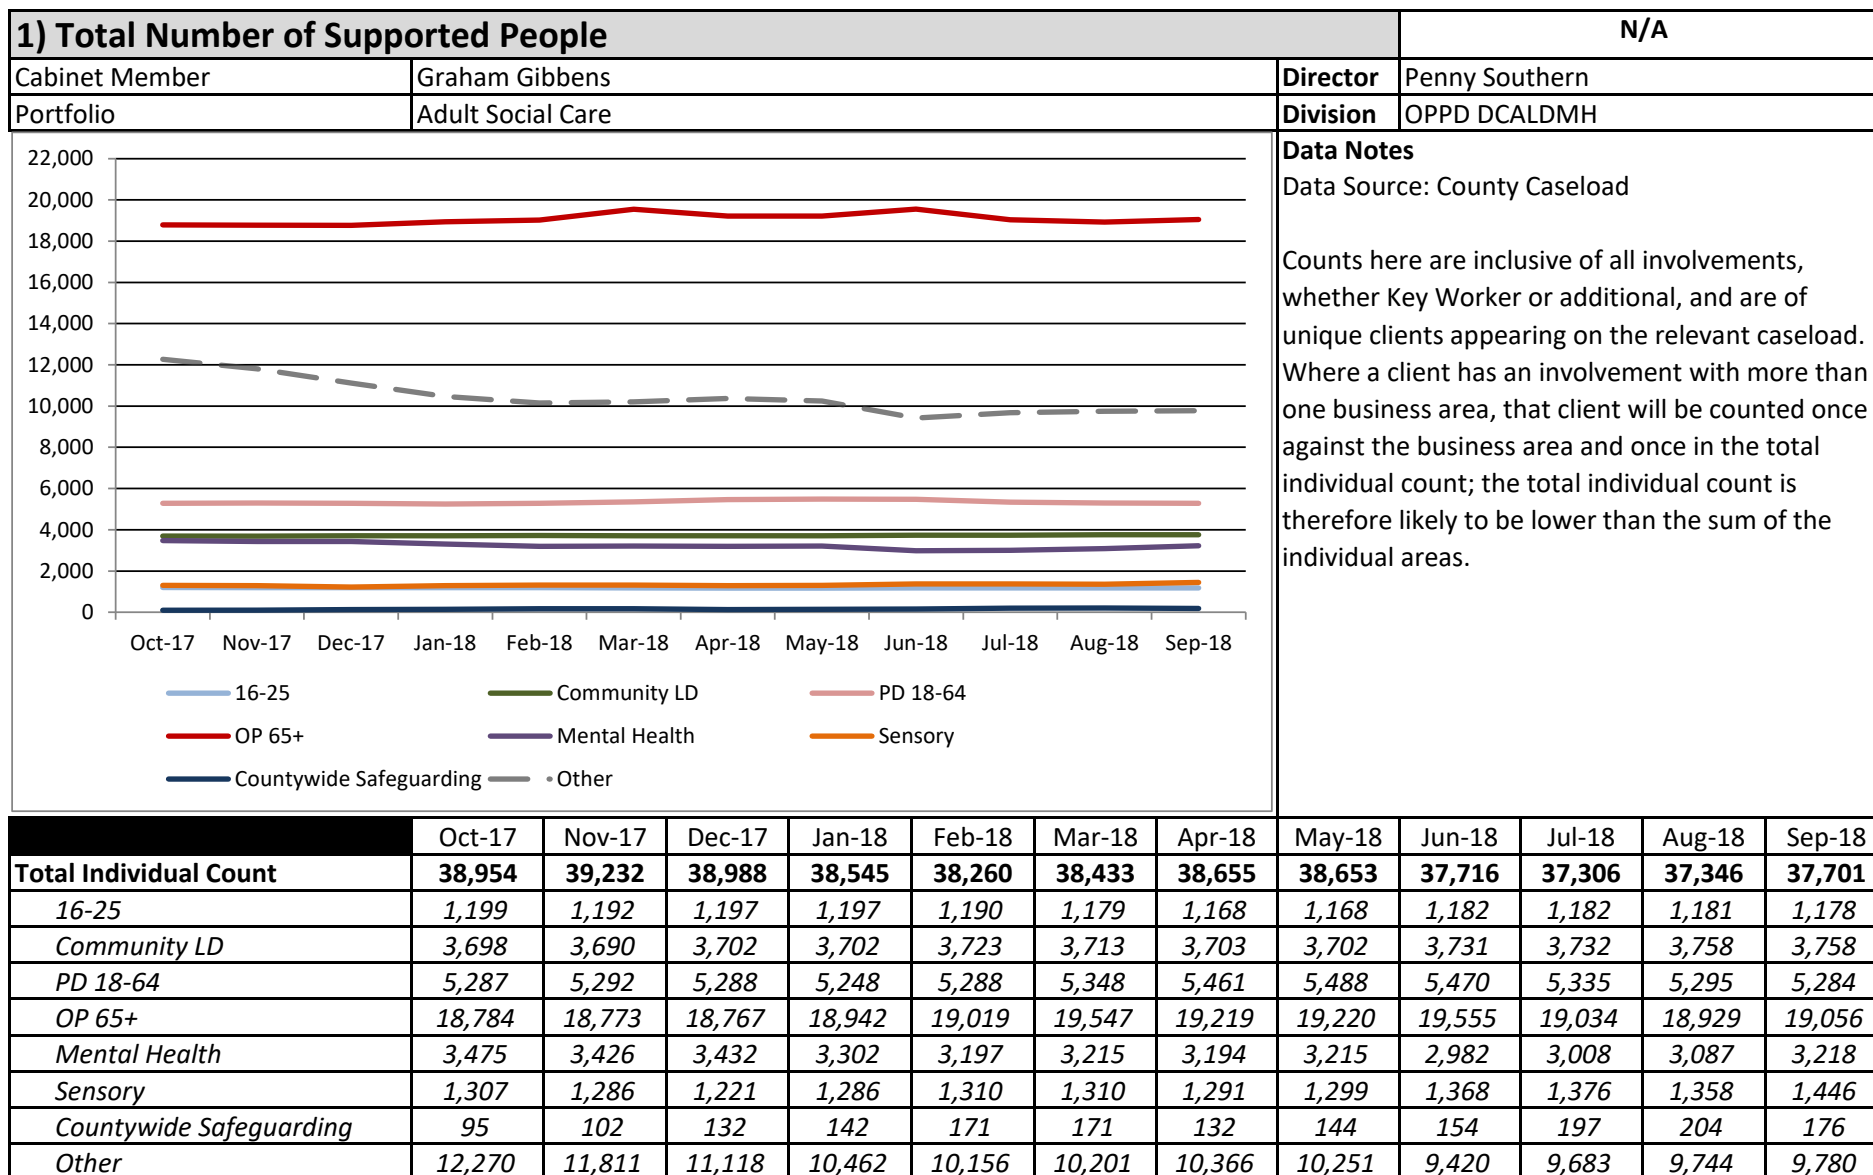 1) Total Number of Supported People N/A
Cabinet Member Graham Gibbens Director Penny Southern
Portfolio Adult Social Care Division OPPD DCALDMH
22,000
20,000
18,000
16,000
14,000
12,000
10,000
8,000
6,000
4,000
2,000
0
Oct-17 Nov-17 Dec-17 Jan-18 Feb-18 Mar-18 Apr-18 May-18 Jun-18 Jul-18 Aug-18 Sep-18
16-25 Community LD PD 18-64
OP 65+ Mental Health Sensory
Countywide Safeguarding Other
Data Notes
Data Source: County Caseload
Counts here are inclusive of all involvements,
whether Key Worker or additional, and are of
unique clients appearing on the relevant caseload.
Where a client has an involvement with more than
one business area, that client will be counted once
against the business area and once in the total
individual count; the total individual count is
therefore likely to be lower than the sum of the
individual areas.
Oct-17 Nov-17 Dec-17 Jan-18 Feb-18 Mar-18 Apr-18 May-18 Jun-18 Jul-18 Aug-18 Sep-18
Total Individual Count 38,954 39,232 38,988 38,545 38,260 38,433 38,655 38,653 37,716 37,306 37,346 37,701
16-25 1,199 1,192 1,197 1,197 1,190 1,179 1,168 1,168 1,182 1,182 1,181 1,178
Community LD 3,698 3,690 3,702 3,702 3,723 3,713 3,703 3,702 3,731 3,732 3,758 3,758
PD 18-64 5,287 5,292 5,288 5,248 5,288 5,348 5,461 5,488 5,470 5,335 5,295 5,284
OP 65+ 18,784 18,773 18,767 18,942 19,019 19,547 19,219 19,220 19,555 19,034 18,929 19,056
Mental Health 3,475 3,426 3,432 3,302 3,197 3,215 3,194 3,215 2,982 3,008 3,087 3,218
Sensory 1,307 1,286 1,221 1,286 1,310 1,310 1,291 1,299 1,368 1,376 1,358 1,446
Countywide Safeguarding 95 102 132 142 171 171 132 144 154 197 204 176
Other 12,270 11,811 11,118 10,462 10,156 10,201 10,366 10,251 9,420 9,683 9,744 9,780